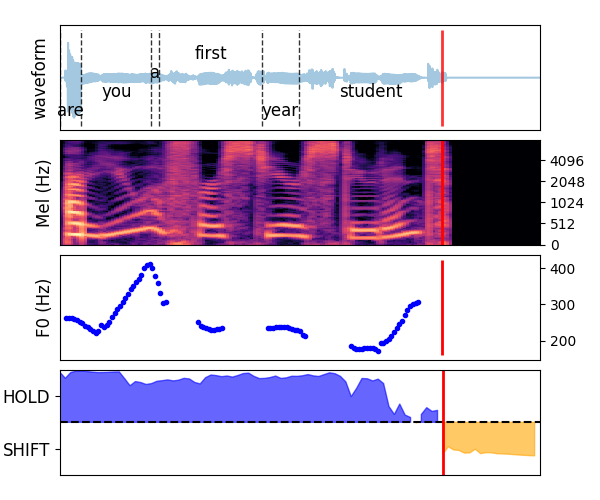 waveform
are
you
a
first
year
student
Mel (Hz)
4096
2048
1024
512
0
F0 (Hz)
400
300
200
HOLD
SHIFT